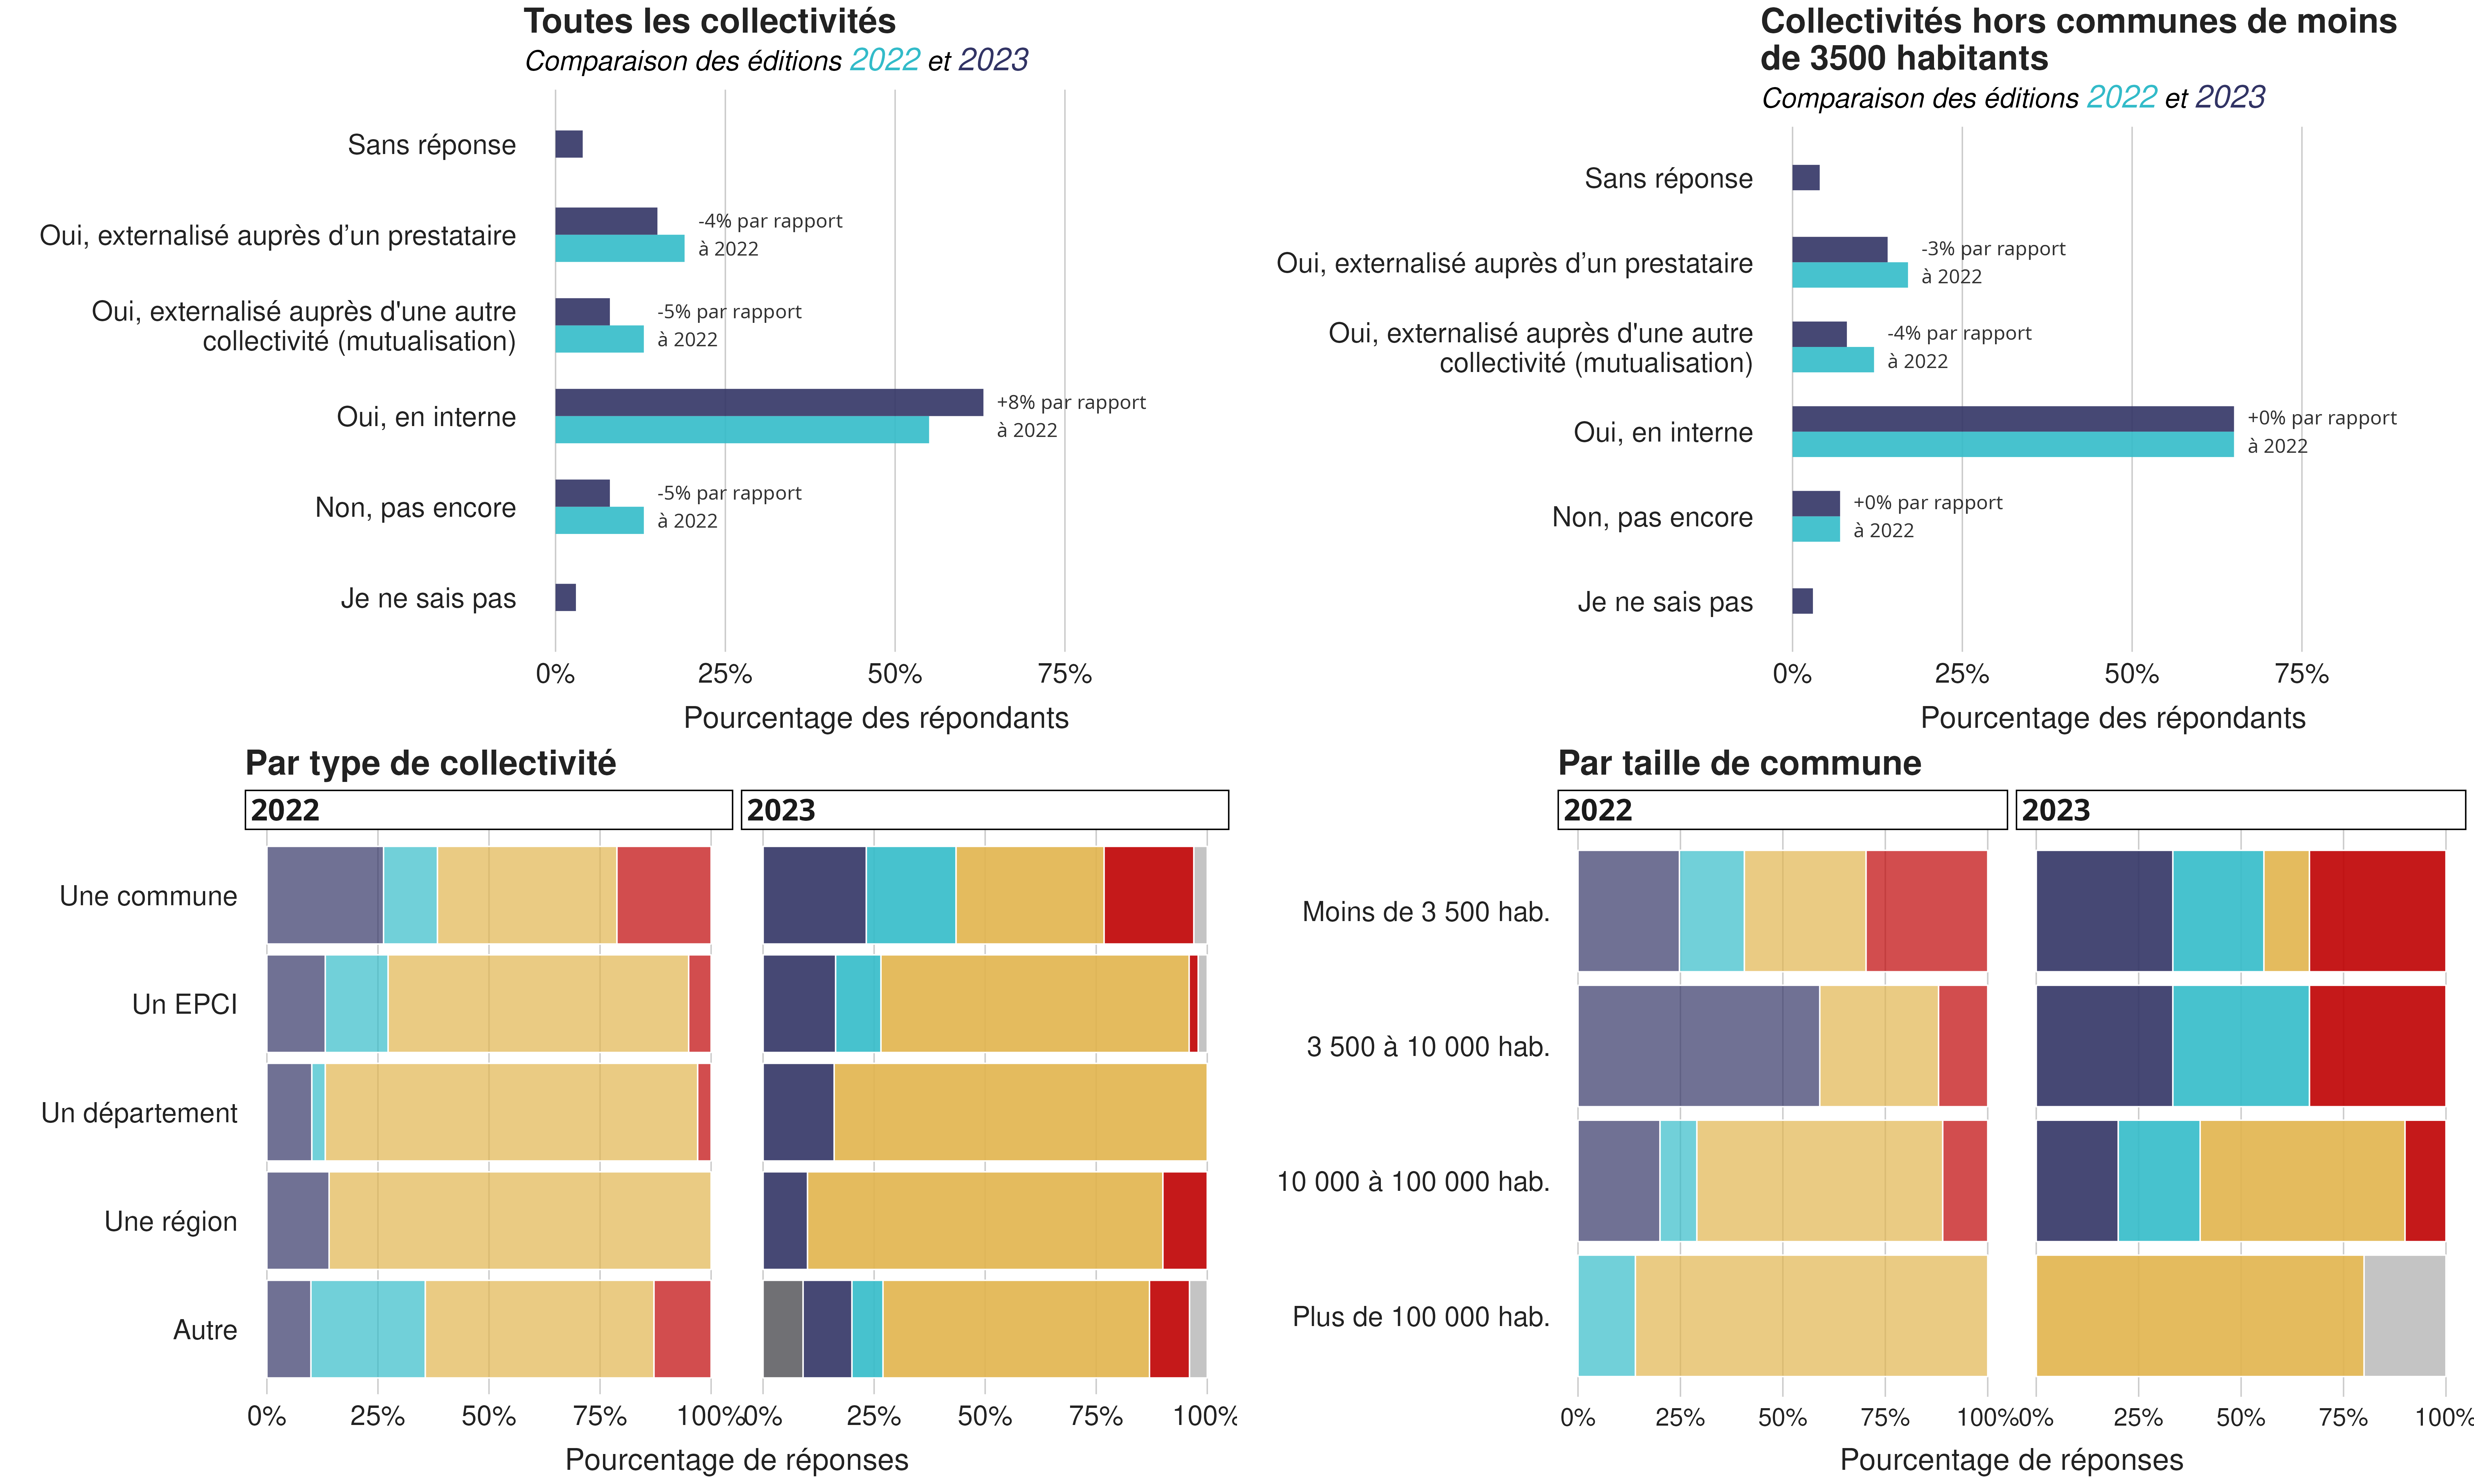 Toutes les collectivités
Comparaison des éditions 2022 et 2023
Sans réponse
Oui, externalisé auprès d’un prestataire
-4% par rapport
à 2022
Oui, externalisé auprès d'une autre
collectivité (mutualisation)
-5% par rapport
à 2022
Oui, en interne
+8% par rapport
à 2022
Non, pas encore
-5% par rapport
à 2022
Je ne sais pas
0% 25% 50% 75%
Pourcentage des répondants
Collectivités hors communes de moins
de 3500 habitants
Comparaison des éditions 2022 et 2023
Sans réponse
Oui, externalisé auprès d’un prestataire
-3% par rapport
à 2022
Oui, externalisé auprès d'une autre
collectivité (mutualisation)
-4% par rapport
à 2022
Oui, en interne
+0% par rapport
à 2022
Non, pas encore
+0% par rapport
à 2022
Je ne sais pas
0% 25% 50% 75%
Pourcentage des répondants
Par type de collectivité
2022 2023
Une commune
Un EPCI
Un département
Une région
Autre
0% 25% 50% 75% 100% 0% 25% 50% 75% 100%
Pourcentage de réponses
Par taille de commune
2022 2023
Moins de 3 500 hab.
3 500 à 10 000 hab.
10 000 à 100 000 hab.
Plus de 100 000 hab.
0% 25% 50% 75% 100% 0% 25% 50% 75% 100%
Pourcentage de réponses